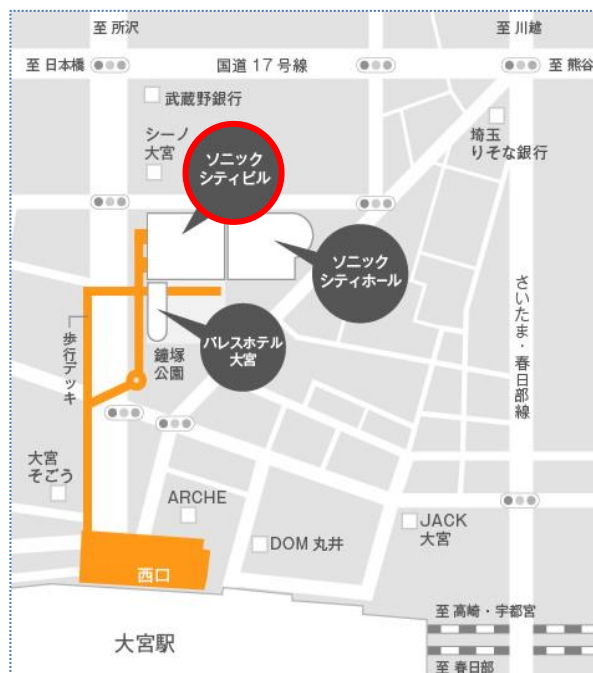 至 所沢
至 川越
至 日本橋
国道 17 号線
至 熊谷
武蔵野銀行
シーノ
大宮
ソニック
シティビル
埼玉
りそな銀行
ソニック
シティホール
さいたま・春日部線
歩行デッキ
パレスホテル
大宮
鐘塚
公園
大宮
そごう
ARCHE
JACK
大宮
DOM 丸井
西口
至 高崎・宇都宮
大宮駅
至 春日部